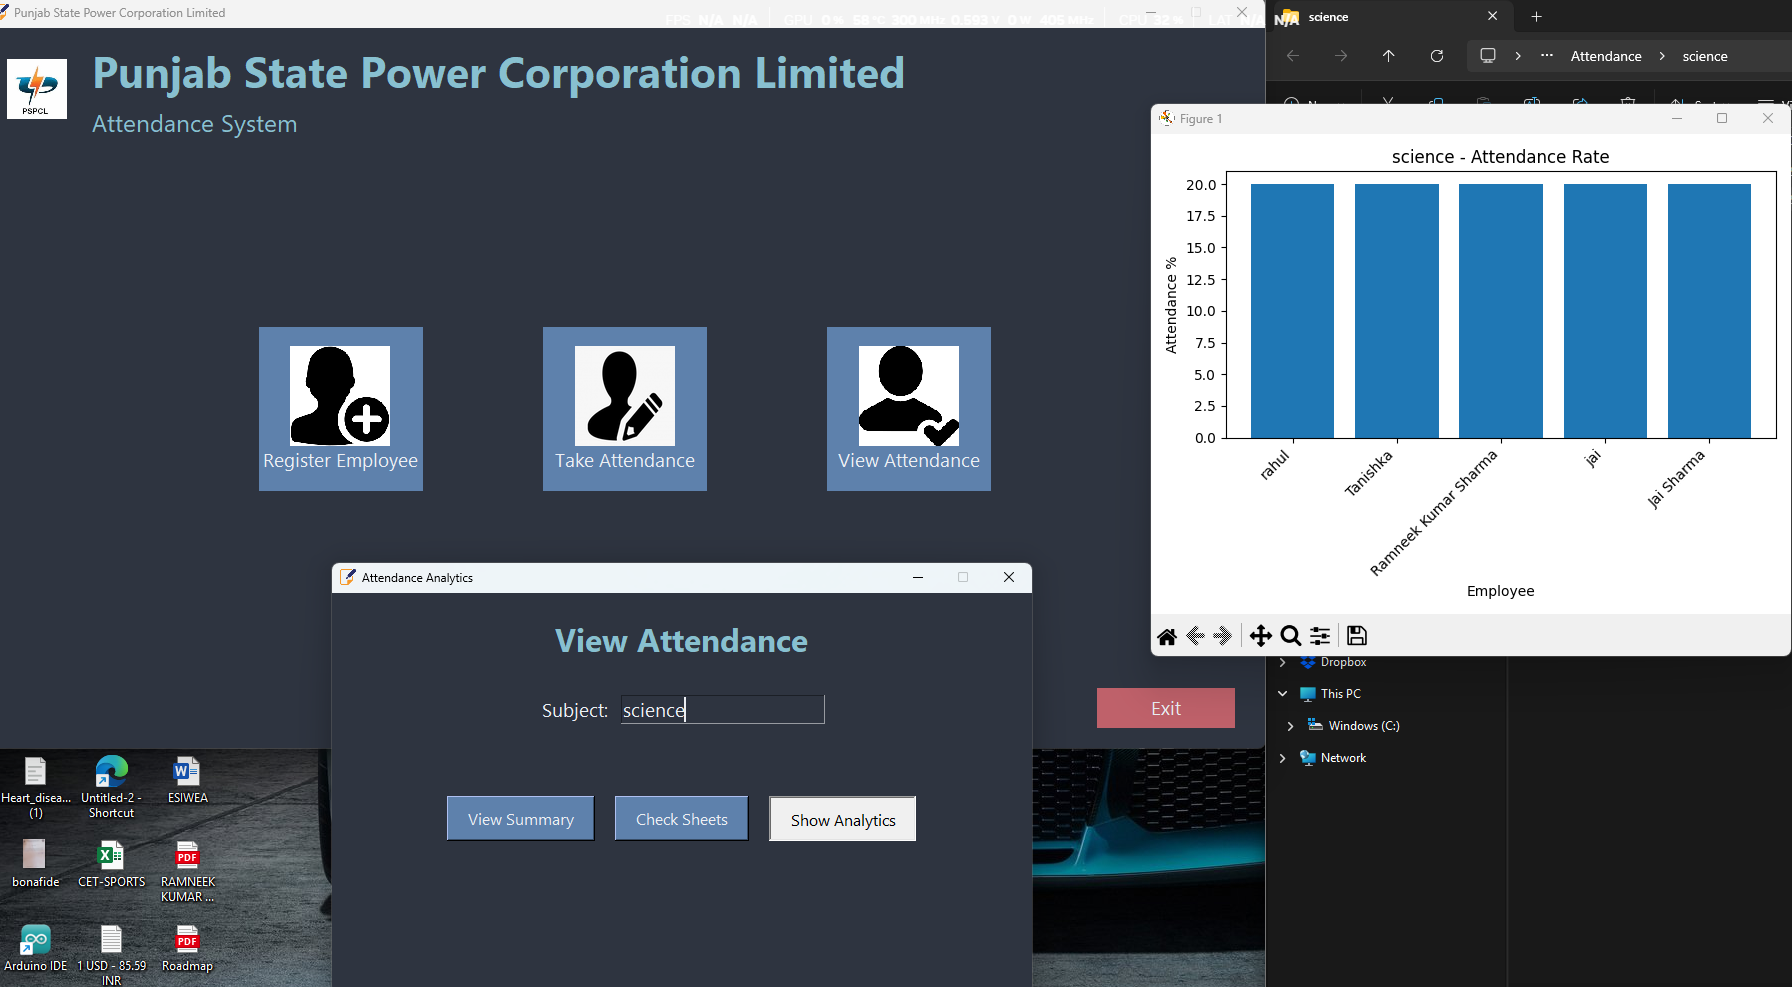 Punjab State Power Corporation Limited
FPS N/A N/A GPU 0 % 58 °C 300 MHz 0.593 V 0 W 405 MHz CPU 32 % LAT N/A N/A
PSPCL
Punjab State Power Corporation Limited
Attendance System
Register Employee
Take Attendance
View Attendance
Exit
Attendance Analytics
View Attendance
Subject: science
View Summary
Check Sheets
Show Analytics
science
Attendance > science
Figure 1
science - Attendance Rate
Attendance %
20.0
17.5
15.0
12.5
10.0
7.5
5.0
2.5
0.0
rahul
Tanishka
Ramneek Kumar Sharma
jai
Jai Sharma
Employee
Dropbox
This PC
Windows (C:)
Network
Heart_disea...
(1)
Untitled-2 -
Shortcut
ESIWEA
bonafide
CET-SPORTS
RAMNEEK
KUMAR ...
Arduino IDE
1 USD - 85.59
INR
Roadmap